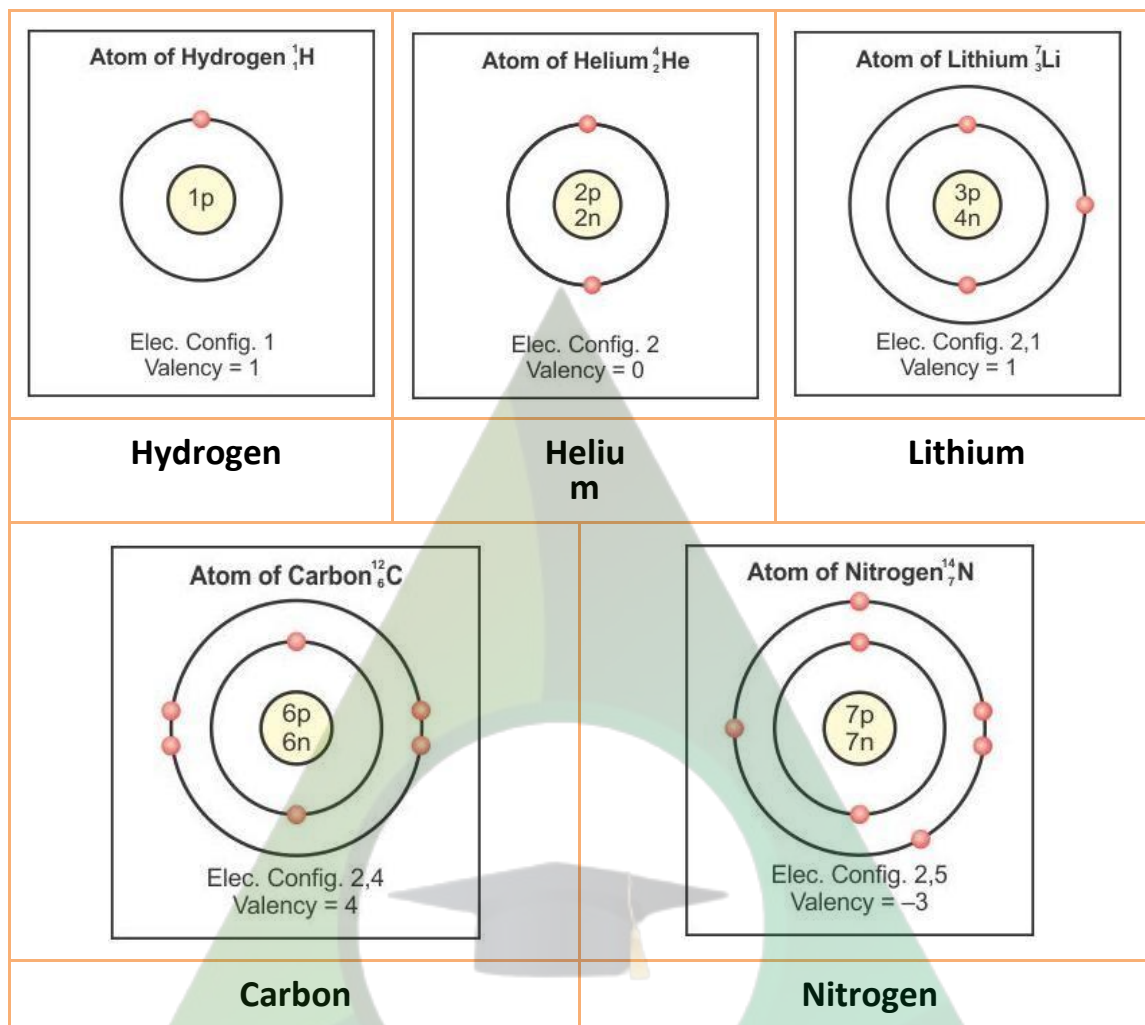 Atom of Hydrogen ¹₁H
1p
Elec. Config. 1
Valency = 1
Atom of Helium ⁴₂He
2p
2n
Elec. Config. 2
Valency = 0
Atom of Lithium ⁷₃Li
3p
4n
Elec. Config. 2,1
Valency = 1
Hydrogen
Heliu
m
Lithium
Atom of Carbon ¹²₆C
6p
6n
Elec. Config. 2,4
Valency = 4
Atom of Nitrogen ¹⁴₇N
7p
7n
Elec. Config. 2,5
Valency = –3
Carbon
Nitrogen